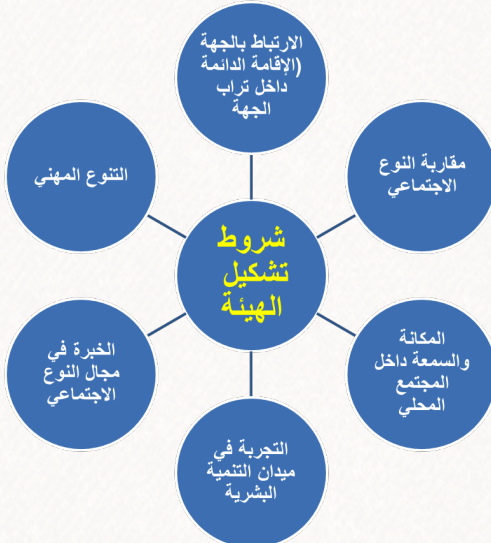 الارتباط بالجهة
(الإقامة الدائمة
داخل تراب
الجهة
مقاربة النوع
الاجتماعي
التنوع المهني
شروط
تشكيل
الهيئة
المكانة
والسمعة داخل
المجتمع
المحلي
الخبرة في
مجال النوع
الاجتماعي
التجربة في
ميدان التنمية
البشرية